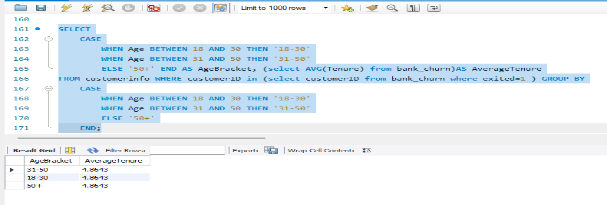 Limit to 1000 rows
160
161 SELECT
162 CASE
163 WHEN Age BETWEEN 18 AND 30 THEN '18-30'
164 WHEN Age BETWEEN 31 AND 50 THEN '31-50'
165 ELSE '50+' END AS AgeBracket, (select AVG(Tenure) from bank_churn)AS AverageTenure
166 FROM customerinfo WHERE customerID in (select customerID from bank_churn where exited=1 ) GROUP BY
167 CASE
168 WHEN Age BETWEEN 18 AND 30 THEN '18-30'
169 WHEN Age BETWEEN 31 AND 50 THEN '31-50'
170 ELSE '50+'
171 END;
Result Grid Filter Rows: Export: Wrap Cell Content:
AgeBracket AverageTenure
31-50 4.8643
18-30 4.8643
50+ 4.8643